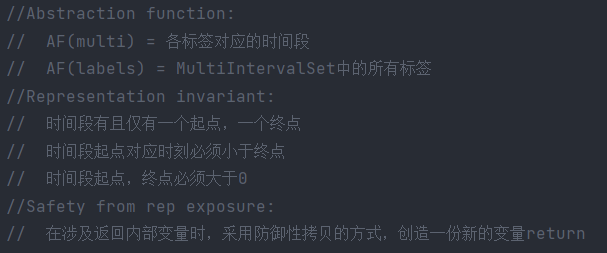 //Abstraction function:
//  AF(multi) = 各标签对应的时间段
//  AF(labels) = MultiIntervalSet中的所有标签
//Representation invariant:
//  时间段有且仅有一个起点，一个终点
//  时间段起点对应时刻必须小于终点
//  时间段起点，终点必须大于0
//Safety from rep exposure:
//  在涉及返回内部变量时，采用防御性拷贝的方式，创造一份新的变量return